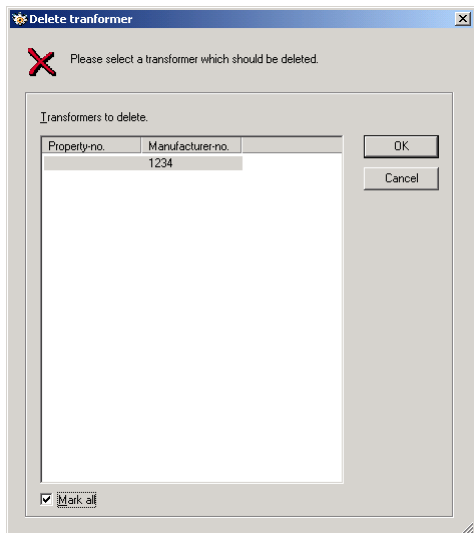 Delete tranformer
Please select a transformer which should be deleted.
Transformers to delete.
Property-no. Manufacturer-no.
1234
OK
Cancel
Mark all